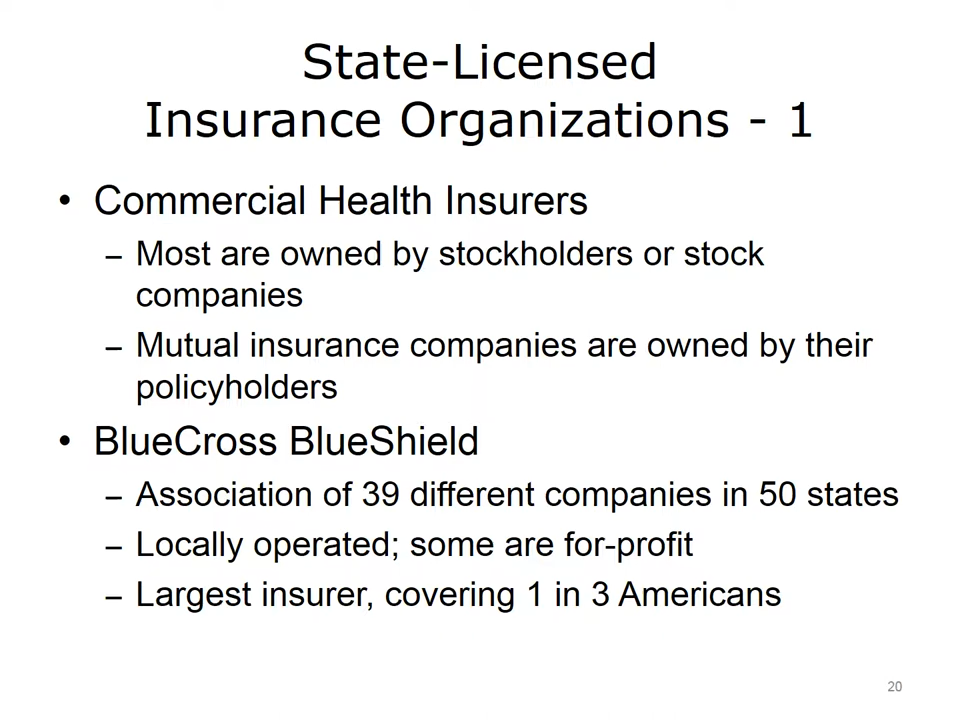 State-Licensed
Insurance Organizations - 1
• Commercial Health Insurers
– Most are owned by stockholders or stock
companies
– Mutual insurance companies are owned by their
policyholders
• BlueCross BlueShield
– Association of 39 different companies in 50 states
– Locally operated; some are for-profit
– Largest insurer, covering 1 in 3 Americans
20